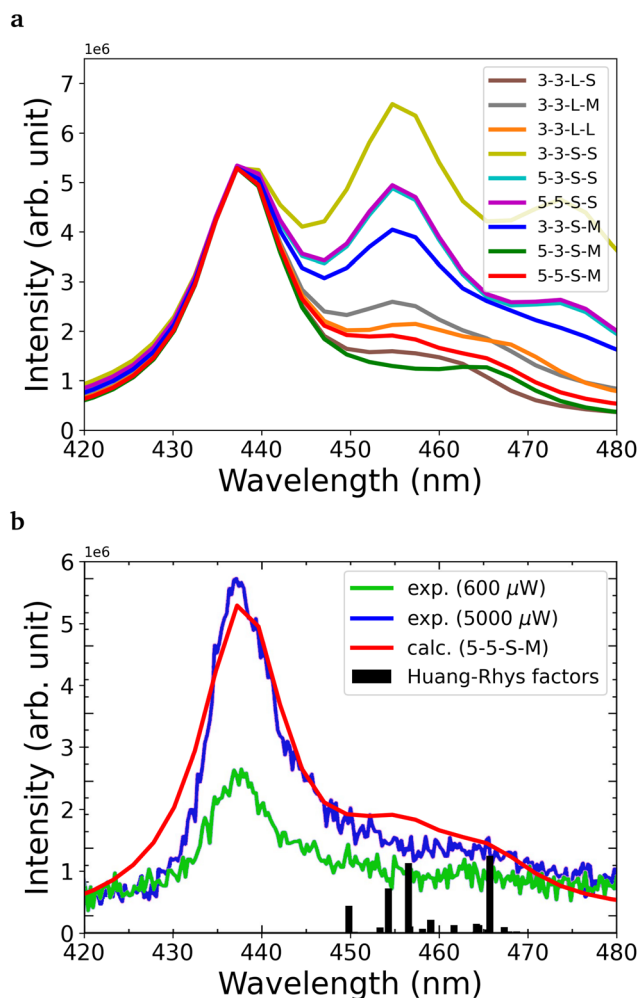 a
1e6
7
6
5
4
3
2
1
0
Intensity (arb. unit)
3-3-L-S
3-3-L-M
3-3-L-L
3-3-S-S
5-3-S-S
5-5-S-S
3-3-S-M
5-3-S-M
5-5-S-M
420 430 440 450 460 470 480
Wavelength (nm)
b
1e6
6
5
4
3
2
1
0
Intensity (arb. unit)
exp. (600 μW)
exp. (5000 μW)
calc. (5-5-S-M)
Huang-Rhys factors
420 430 440 450 460 470 480
Wavelength (nm)